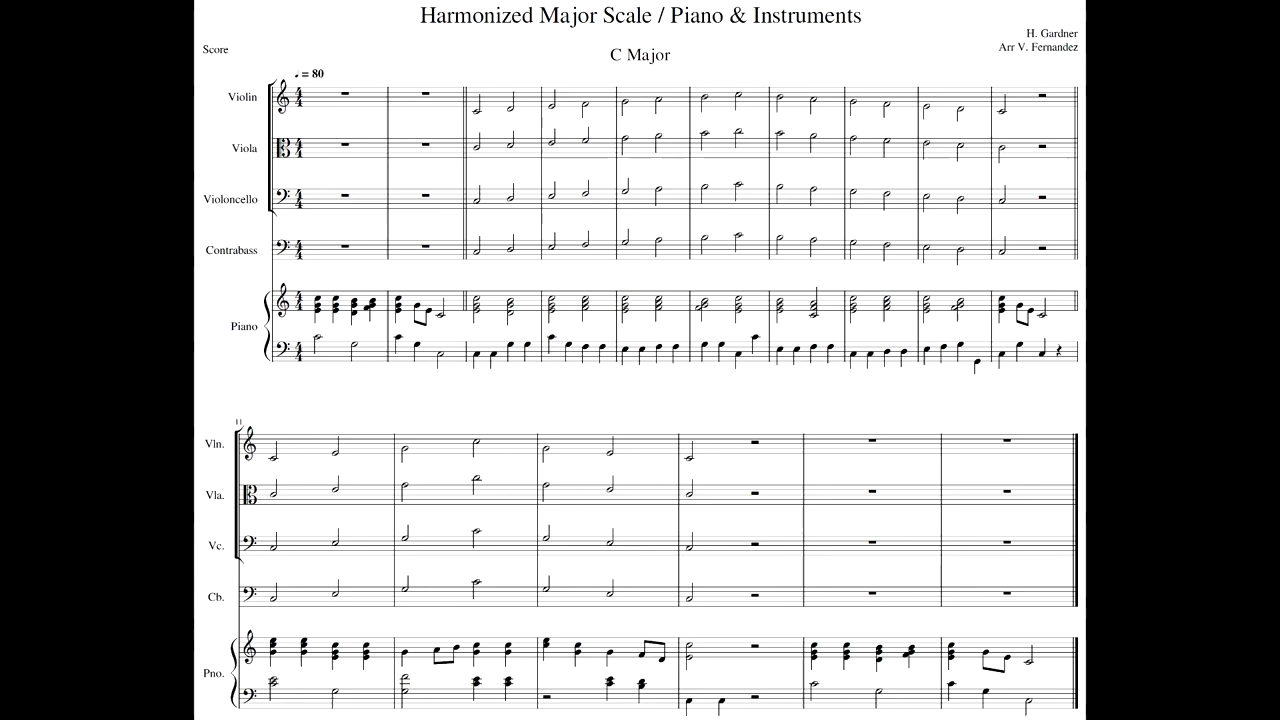 Harmonized Major Scale / Piano & Instruments
H. Gardner
Score
Arr V. Fernandez
C Major
♩ = 80
Violin
Viola
Violoncello
Contrabass
Piano
11
Vln.
Vla.
Vc.
Cb.
Pno.